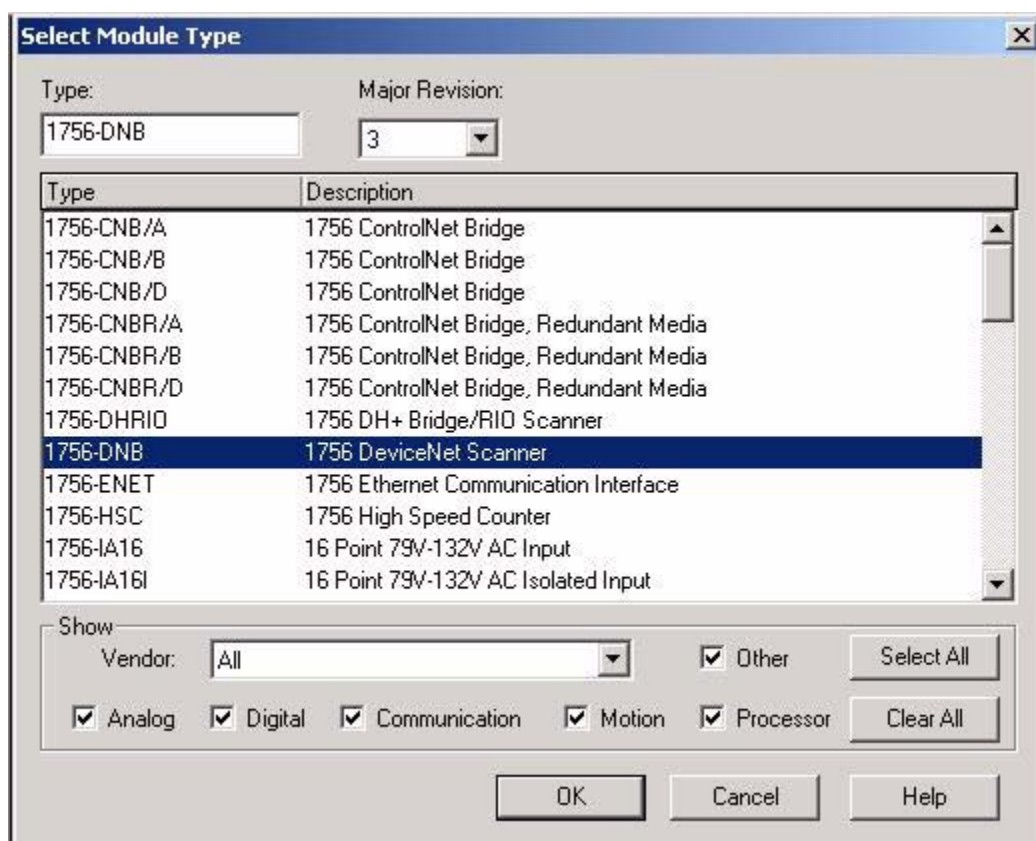 Select Module Type
Type: Major Revision:
1756-DNB 3
Type Description
1756-CNB/A 1756 ControlNet Bridge
1756-CNB/B 1756 ControlNet Bridge
1756-CNB/D 1756 ControlNet Bridge
1756-CNBR/A 1756 ControlNet Bridge, Redundant Media
1756-CNBR/B 1756 ControlNet Bridge, Redundant Media
1756-CNBR/D 1756 ControlNet Bridge, Redundant Media
1756-DHRIO 1756 DH+ Bridge/RIO Scanner
1756-DNB 1756 DeviceNet Scanner
1756-ENET 1756 Ethernet Communication Interface
1756-HSC 1756 High Speed Counter
1756-IA16 16 Point 79V-132V AC Input
1756-IA16I 16 Point 79V-132V AC Isolated Input
Show
Vendor: All Other Select All
Analog Digital Communication Motion Processor Clear All
OK Cancel Help